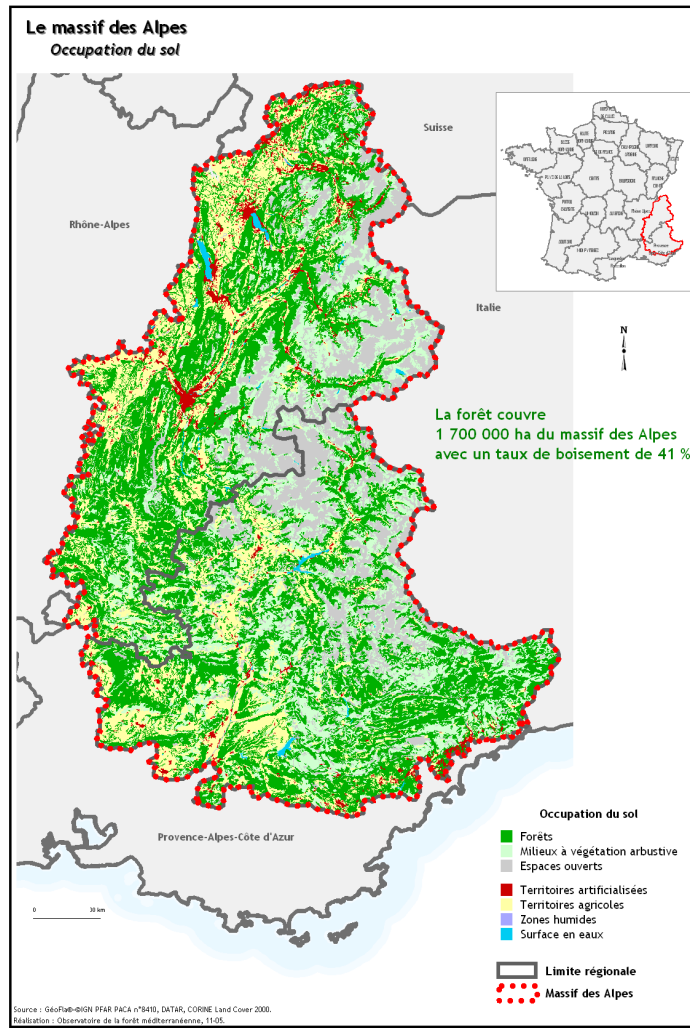 Le massif des Alpes
Occupation du sol
Suisse
Rhône-Alpes
Italie
N
La forêt couvre
1 700 000 ha du massif des Alpes
avec un taux de boisement de 41 %
Provence-Alpes-Côte d'Azur
0 30 km
Occupation du sol
Forêts
Milieux à végétation arbustive
Espaces ouverts
Territoires artificialisées
Territoires agricoles
Zones humides
Surface en eaux
Limite régionale
Massif des Alpes
Source : GéoFla®©IGN PFAR PACA n°8410, DATAR, CORINE Land Cover 2000.
Réalisation : Observatoire de la forêt méditerranéenne, 11-05.